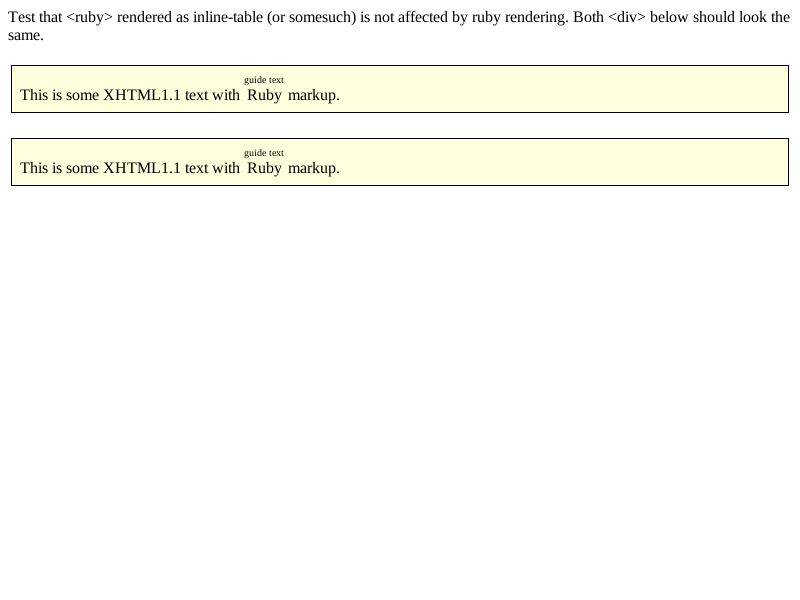 Test that <ruby> rendered as inline-table (or somesuch) is not affected by ruby rendering. Both <div> below should look the
same.
guide text
This is some XHTML1.1 text with Ruby markup.
guide text
This is some XHTML1.1 text with Ruby markup.